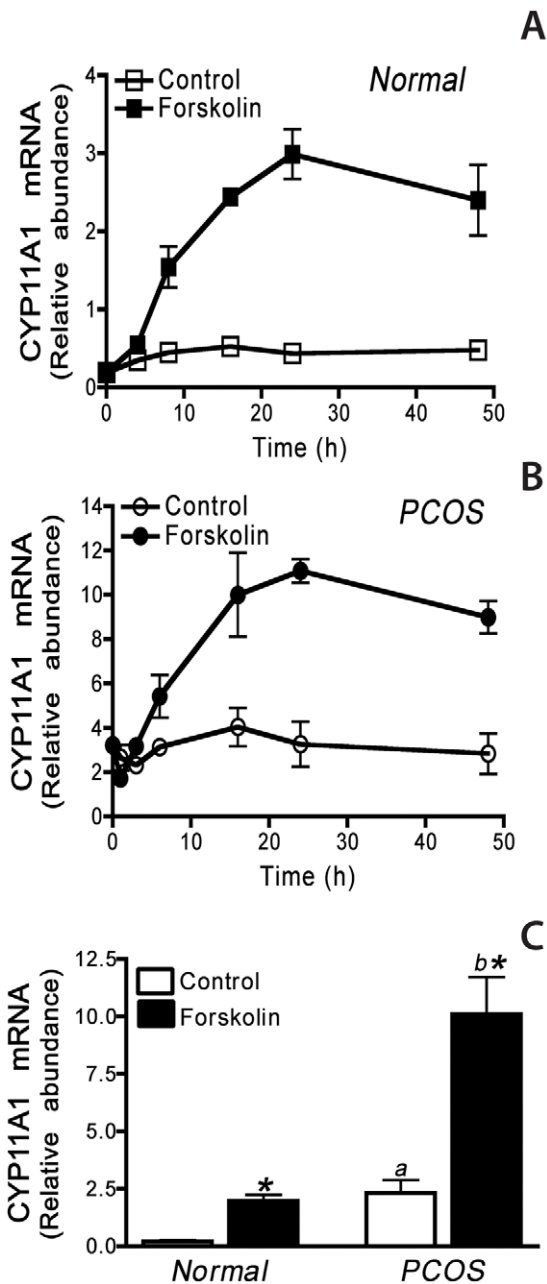 A
Normal
Control
Forskolin
CYP11A1 mRNA
(Relative abundance)
4
3
2
1
0
0 10 20 30 40 50
Time (h)
B
PCOS
Control
Forskolin
CYP11A1 mRNA
(Relative abundance)
14
12
10
8
6
4
2
0
0 10 20 30 40 50
Time (h)
C
Control
Forskolin
CYP11A1 mRNA
(Relative abundance)
12.5
10.0
7.5
5.0
2.5
0.0
*
a
b*
Normal PCOS